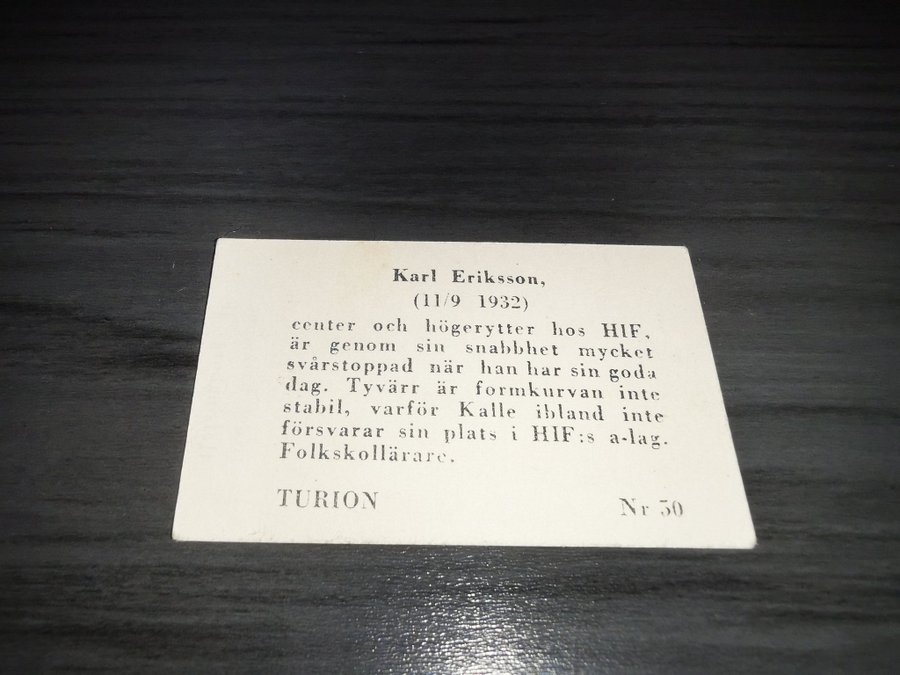 Karl Eriksson,
(11/9 1932)
center och högerytter hos HIF,
är genom sin snabbhet mycket
svårstoppad när han har sin goda
dag. Tyvärr är formkurvan inte
stabil, varför Kalle ibland inte
försvarar sin plats i HIF:s a-lag.
Folkskollärare.
TURION
Nr 30